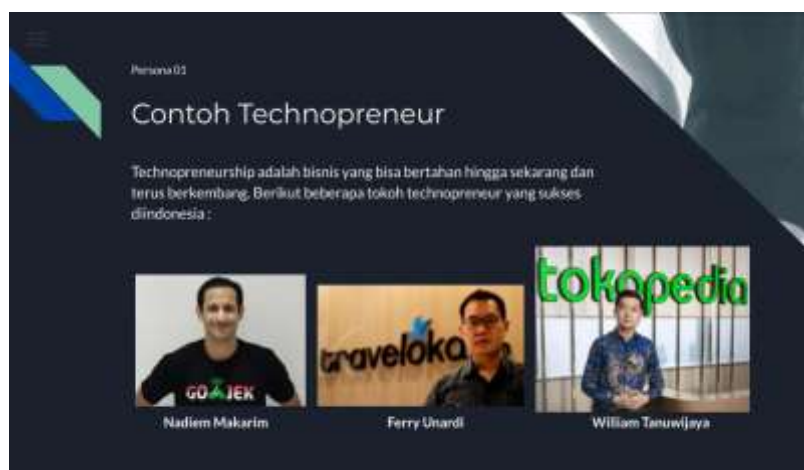 Persona 01
Contoh Technopreneur
Technopreneurship adalah bisnis yang bisa bertahan hingga sekarang dan
terus berkembang. Berikut beberapa tokoh technopreneur yang sukses
diindonesia :
GOJEK
traveloka
tokopedia
Nadiem Makarim
Ferry Unardi
William Tanuwijaya